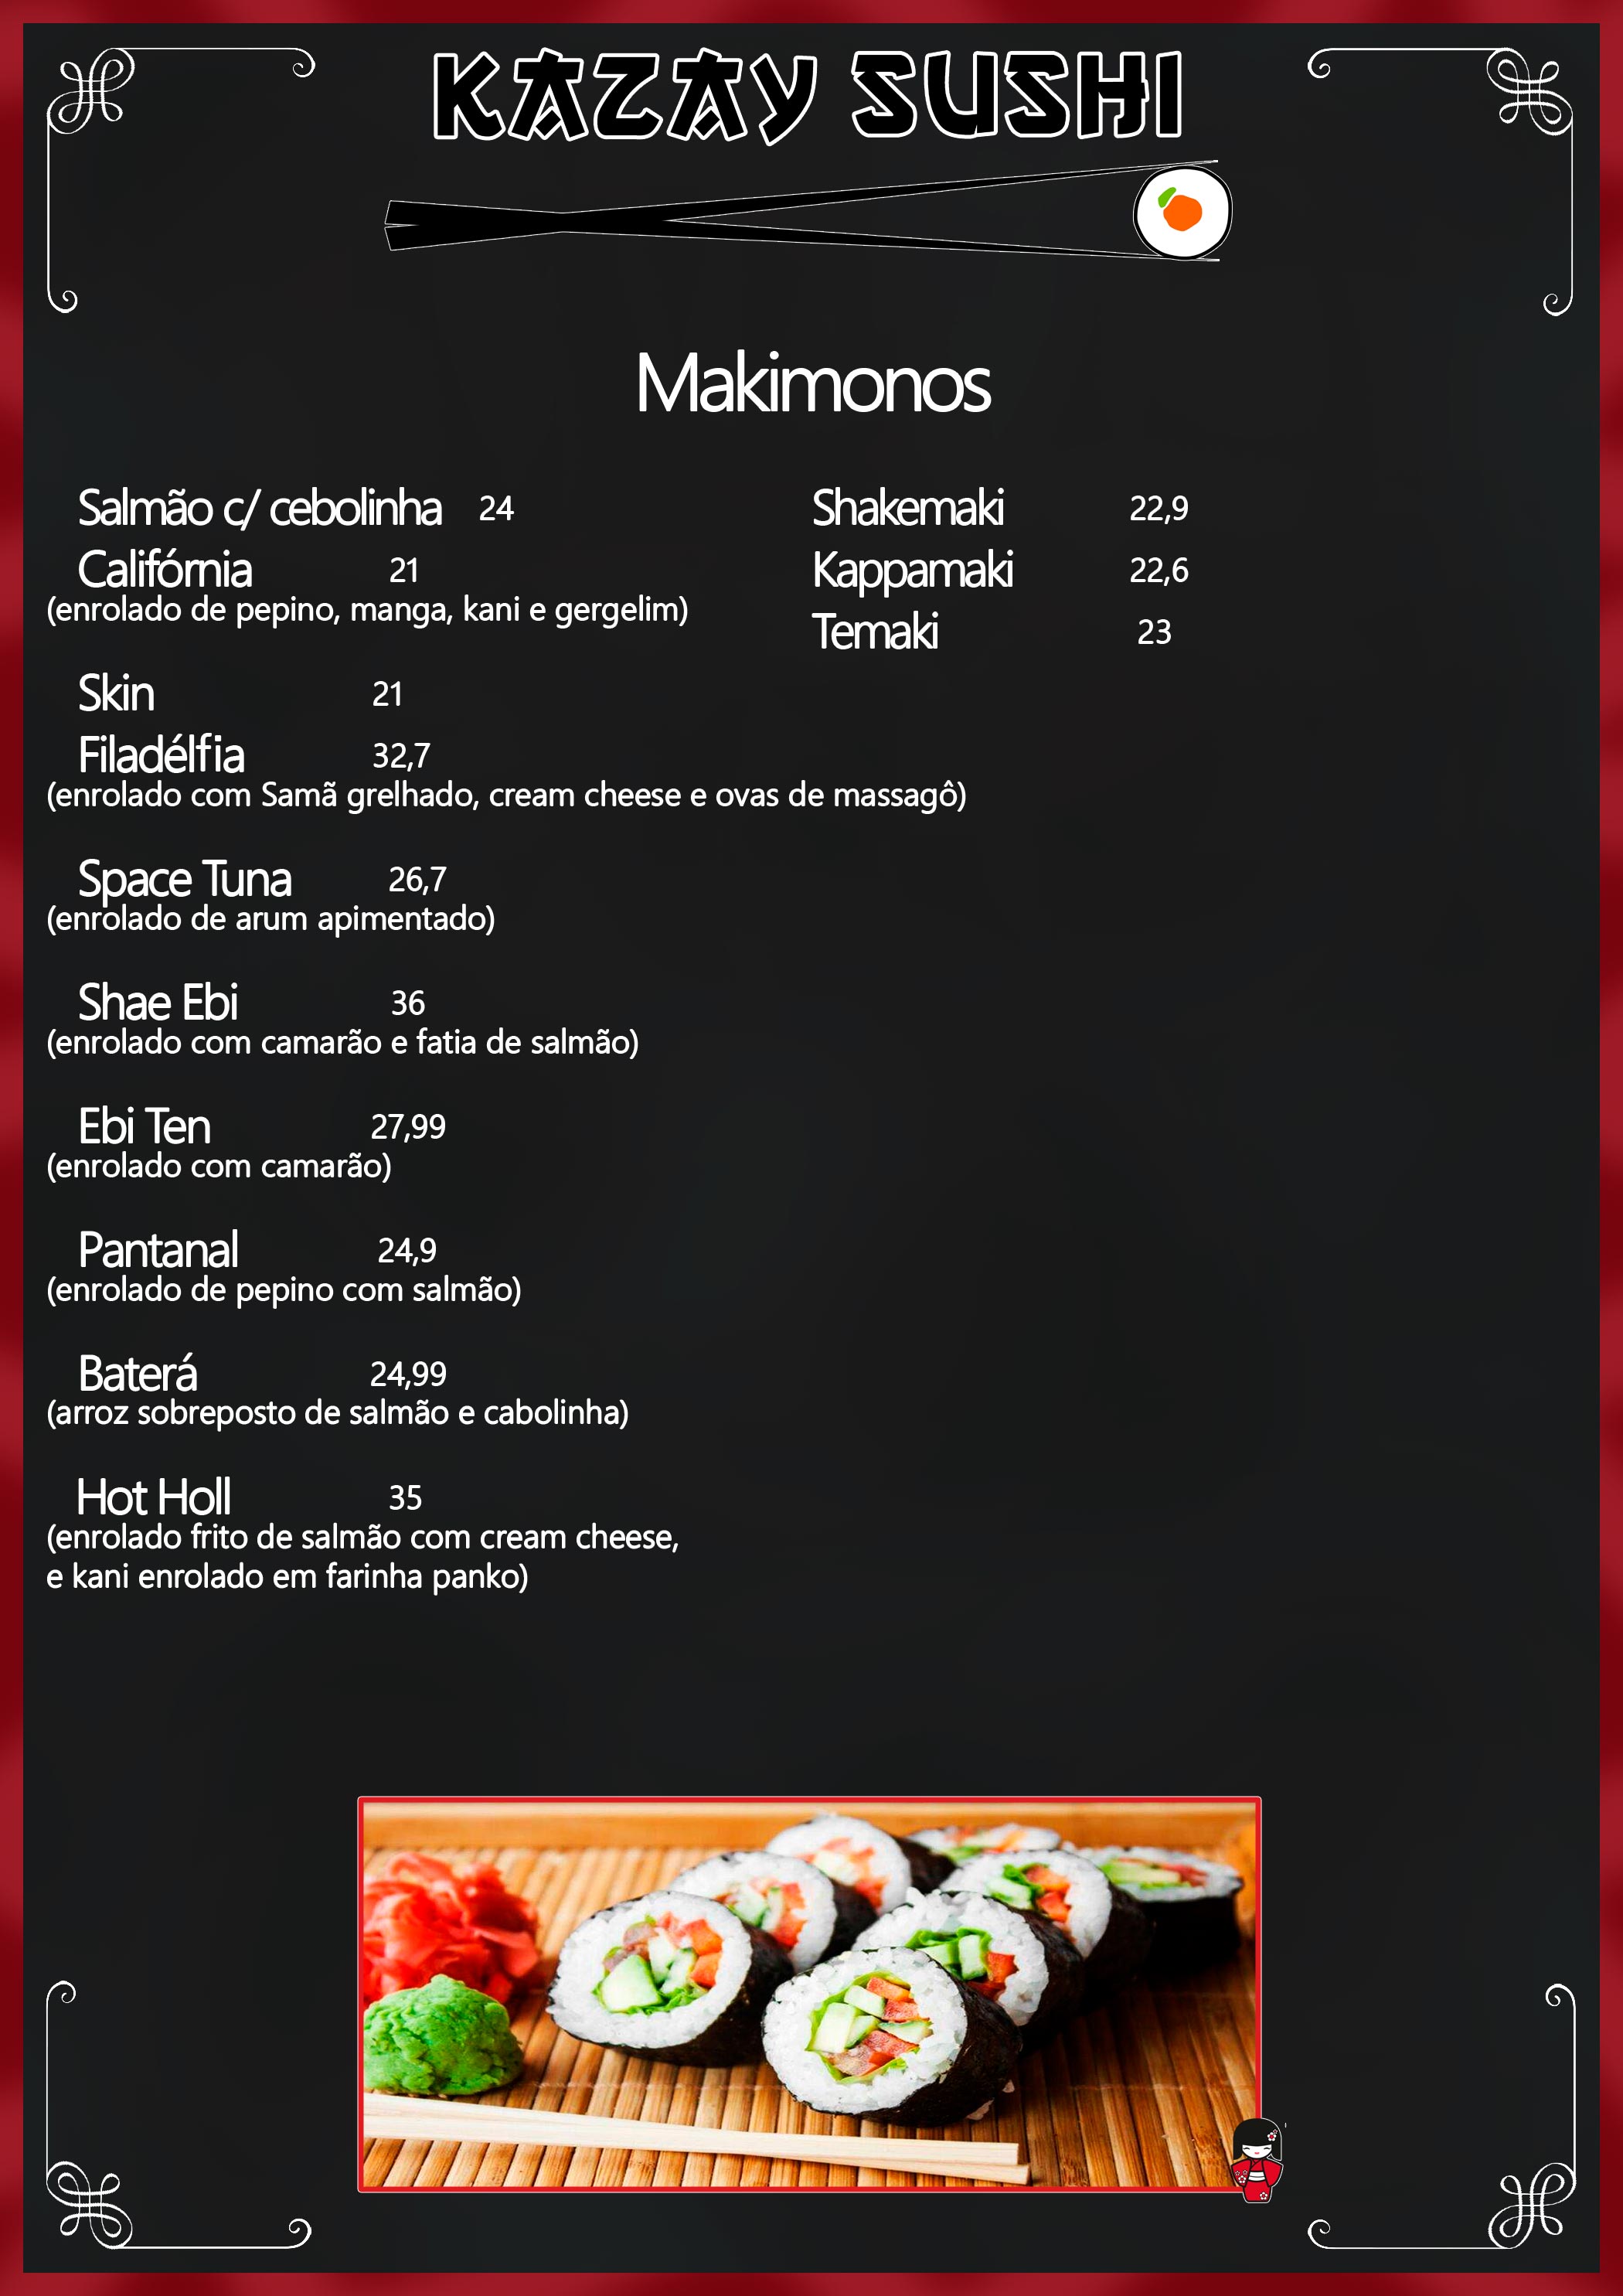 KAZAY SUSHI
Makimonos
Salmão c/ cebolinha 24
Califórnia 21
(enrolado de pepino, manga, kani e gergelim)
Skin 21
Filadélfia 32,7
(enrolado com Samã grelhado, cream cheese e ovas de massagô)
Space Tuna 26,7
(enrolado de arum apimentado)
Shae Ebi 36
(enrolado com camarão e fatia de salmão)
Ebi Ten 27,99
(enrolado com camarão)
Pantanal 24,9
(enrolado de pepino com salmão)
Baterá 24,99
(arroz sobreposto de salmão e cabolinha)
Hot Holl 35
(enrolado frito de salmão com cream cheese,
e kani enrolado em farinha panko)
Shakemaki 22,9
Kappamaki 22,6
Temaki 23